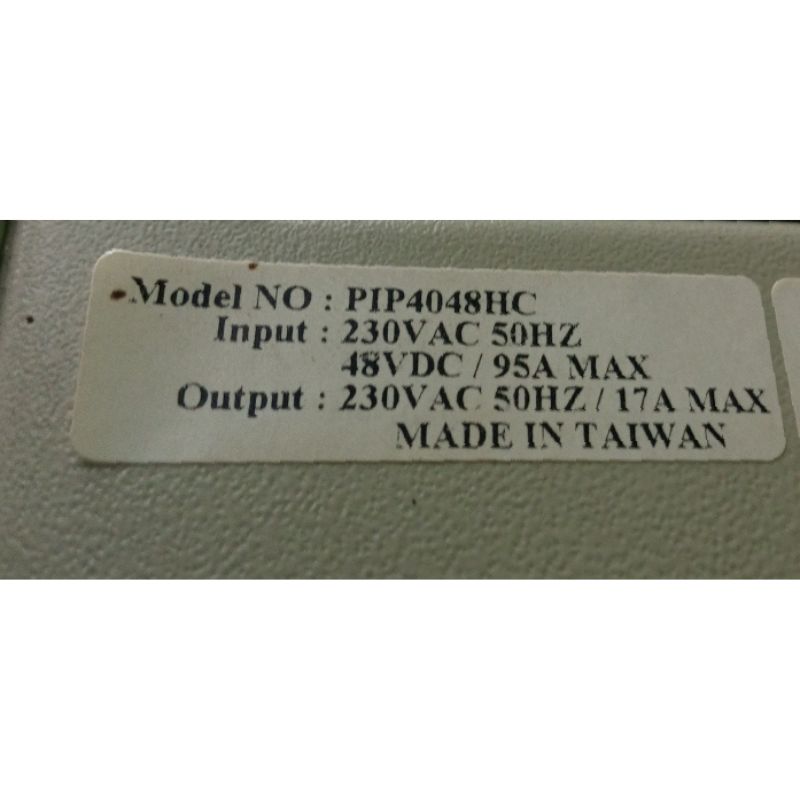 Model NO : PIP4048HC
Input : 230VAC 50HZ
48VDC / 95A MAX
Output : 230VAC 50HZ / 17A MAX
MADE IN TAIWAN